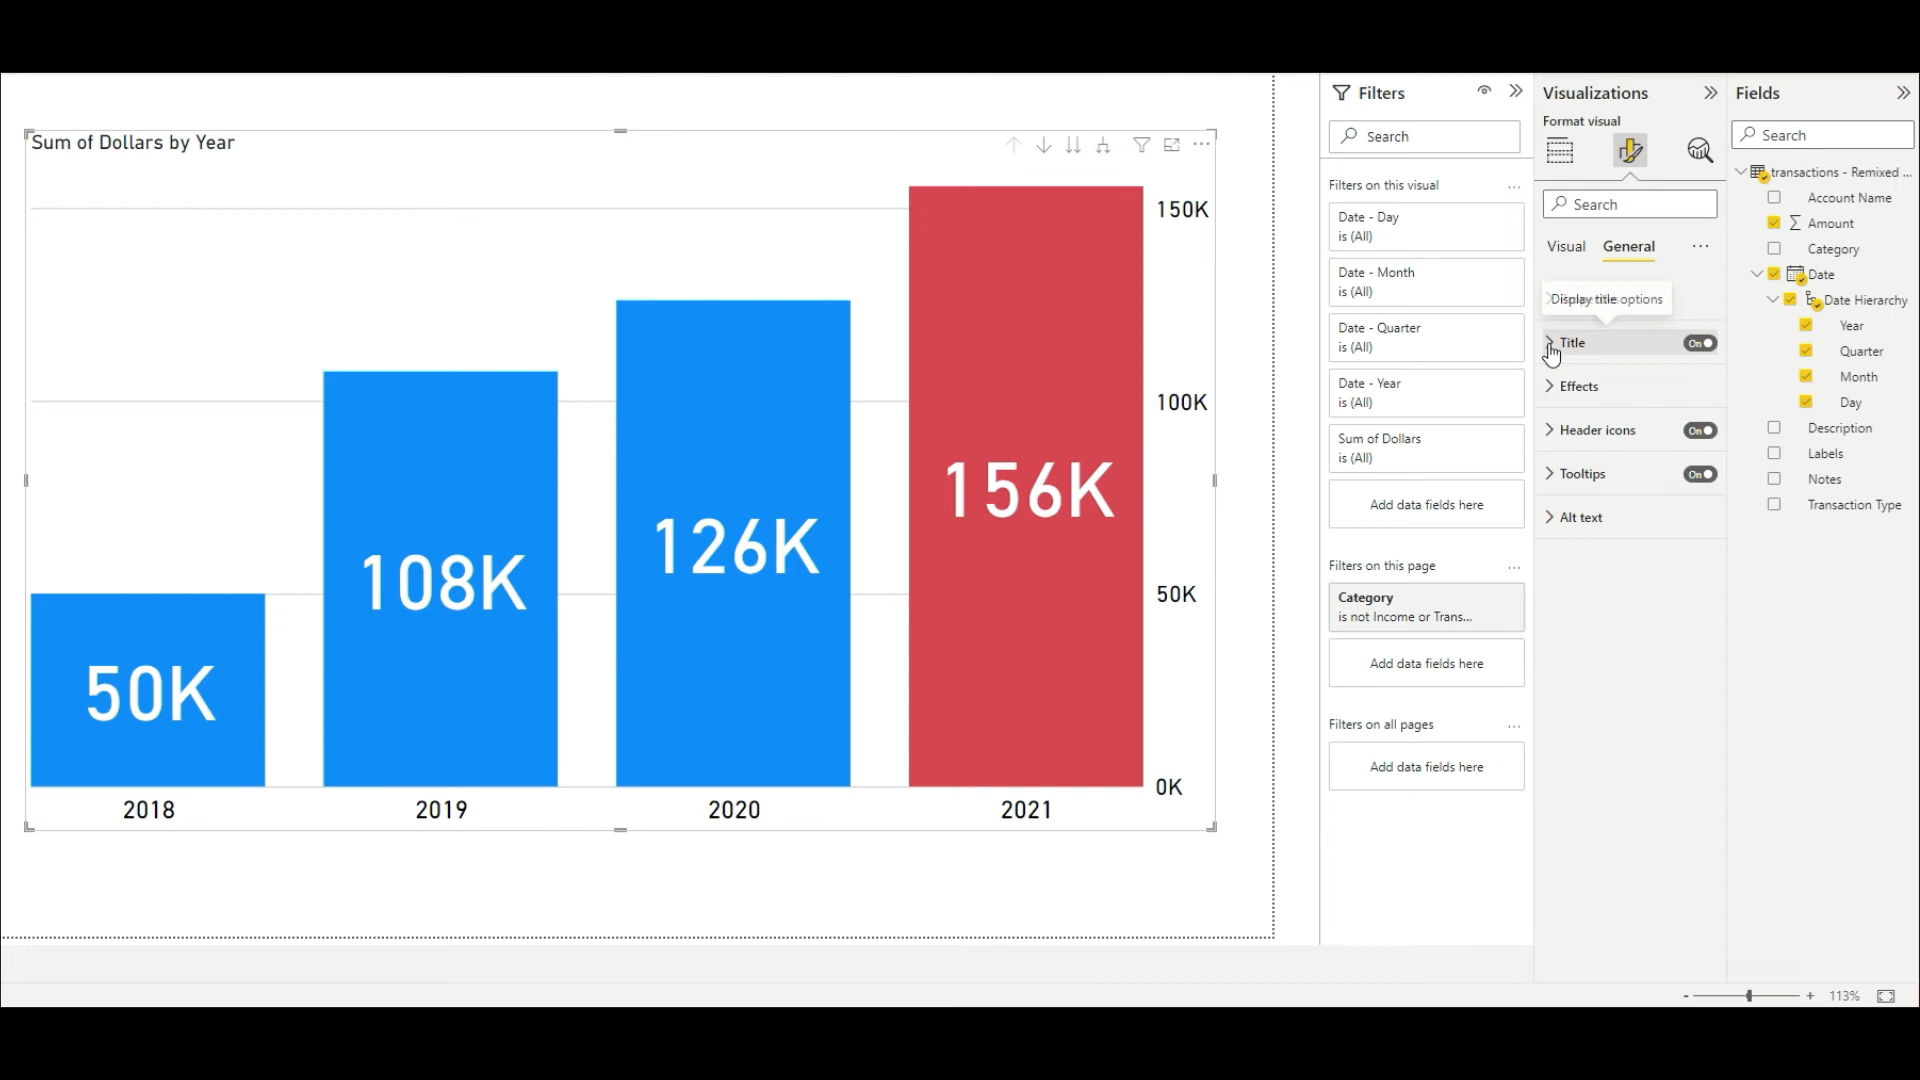 Sum of Dollars by Year
150K
100K
50K
0K
50K
108K
126K
156K
2018
2019
2020
2021
Filters
Search
Filters on this visual
...
Date - Day
is (All)
Date - Month
is (All)
Date - Quarter
is (All)
Date - Year
is (All)
Sum of Dollars
is (All)
Add data fields here
Filters on this page
...
Category
is not Income or Trans...
Add data fields here
Filters on all pages
...
Add data fields here
Visualizations
Format visual
Search
Visual
General
...
Display title options
Title
On
Effects
Header icons
On
Tooltips
On
Alt text
Fields
Search
transactions - Remixed ...
Account Name
Σ Amount
Category
Date
Date Hierarchy
Year
Quarter
Month
Day
Description
Labels
Notes
Transaction Type
- + 113%